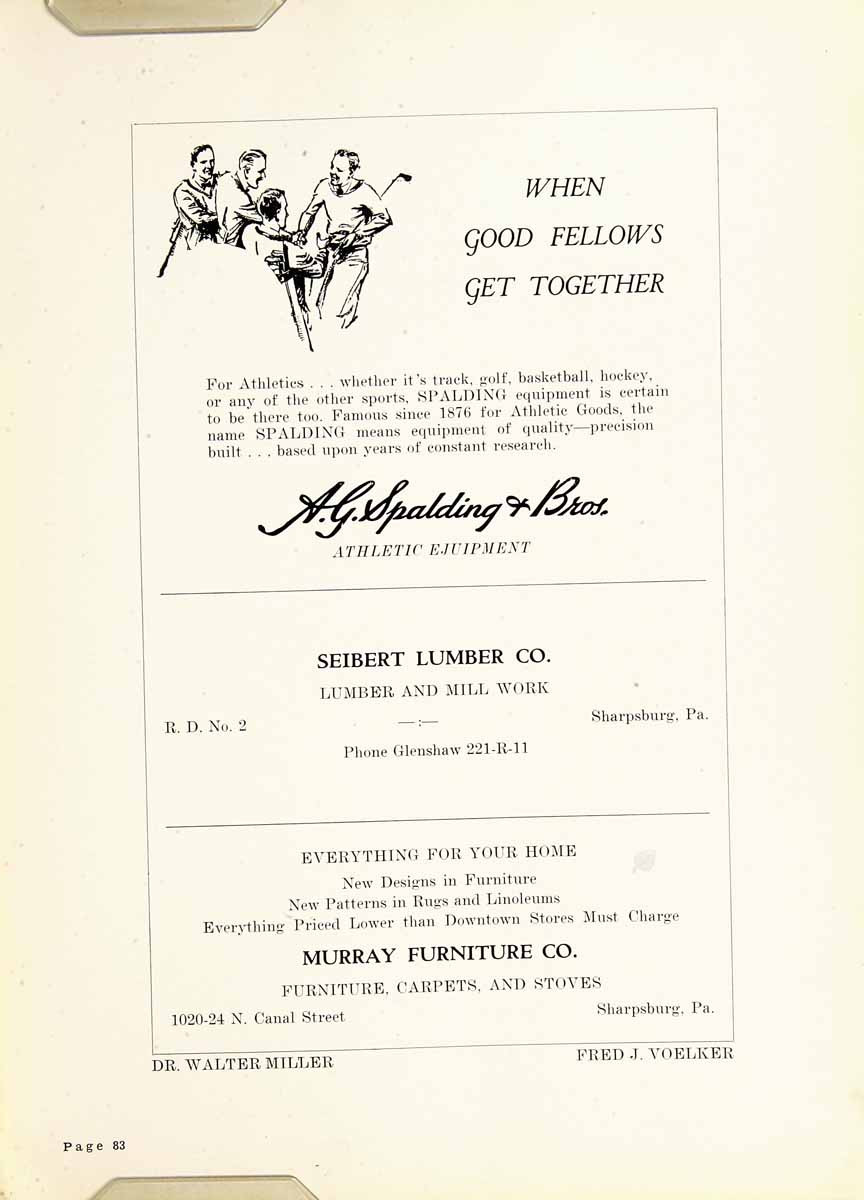 WHEN
GOOD FELLOWS
GET TOGETHER
For Athletics . . . whether it's track, golf, basketball, hockey,
or any of the other sports, SPALDING equipment is certain
to be there too. Famous since 1876 for Athletic Goods, the
name SPALDING means equipment of quality—precision
built . . . based upon years of constant research.
A.G. Spalding & Bros.
ATHLETIC EJUIPMENT
SEIBERT LUMBER CO.
LUMBER AND MILL WORK
R. D. No. 2 —:— Sharpsburg, Pa.
Phone Glenshaw 221-R-11
EVERYTHING FOR YOUR HOME
New Designs in Furniture
New Patterns in Rugs and Linoleums
Everything Priced Lower than Downtown Stores Must Charge
MURRAY FURNITURE CO.
FURNITURE, CARPETS, AND STOVES
1020-24 N. Canal Street Sharpsburg, Pa.
DR. WALTER MILLER FRED J. VOELKER
Page 83